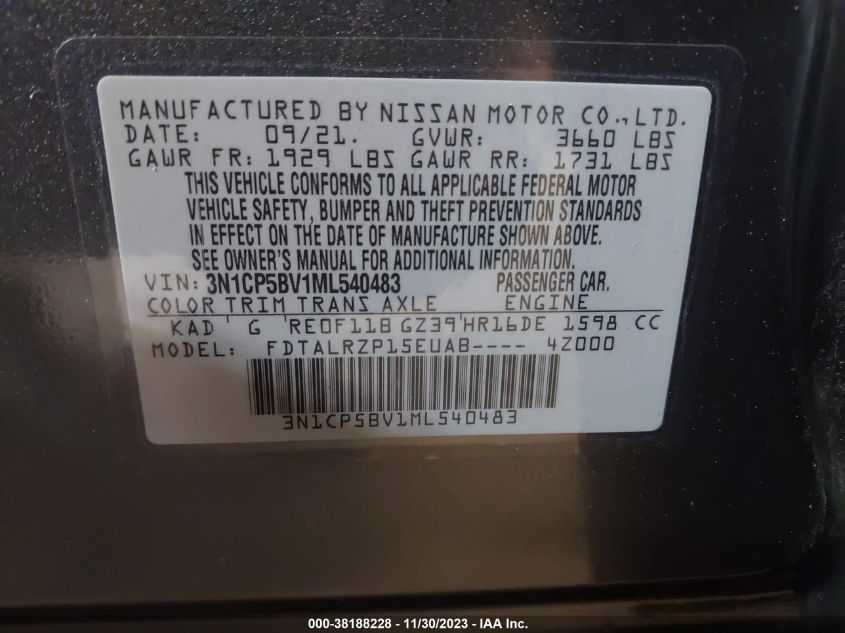 MANUFACTURED BY NISSAN MOTOR CO., LTD.
DATE: 09/21. GVWR: 3660 LBS
GAWR FR: 1929 LBS GAWR RR: 1731 LBS
THIS VEHICLE CONFORMS TO ALL APPLICABLE FEDERAL MOTOR
VEHICLE SAFETY, BUMPER AND THEFT PREVENTION STANDARDS
IN EFFECT ON THE DATE OF MANUFACTURE SHOWN ABOVE.
SEE OWNER'S MANUAL FOR ADDITIONAL INFORMATION.
VIN: 3N1CP5BV1ML540483 PASSENGER CAR.
COLOR TRIM TRANS AXLE ENGINE
KAD G RE0F11B GZ39 HR16DE 1598 CC
MODEL: FDTALRZP15EUAB---- 4Z000
3N1CP5BV1ML540483
000-38188228 - 11/30/2023 - IAA Inc.